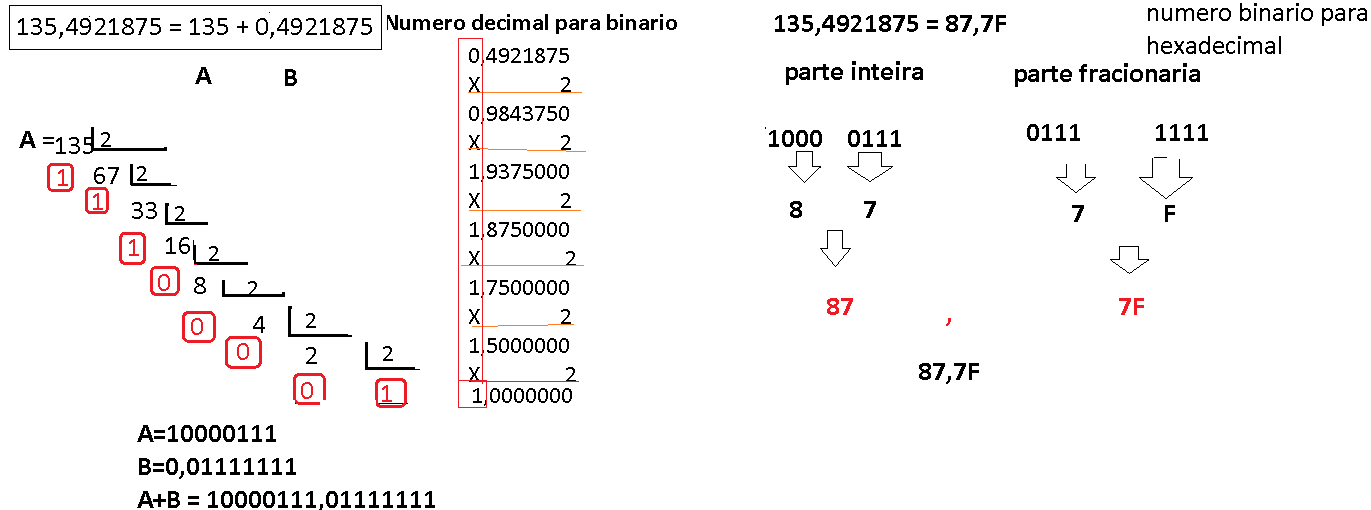 135,4921875 = 135 + 0,4921875
A B
A =135 2
1 67 2
1 33 2
1 16 2
0 8 2
0 4 2
0 2 2
0 1
A=10000111
B=0,01111111
A+B = 10000111,01111111
Numero decimal para binario
0,4921875
X 2
0,9843750
X 2
1,9375000
X 2
1,8750000
X 2
1,7500000
X 2
1,5000000
X 2
1,0000000
135,4921875 = 87,7F
numero binario para
hexadecimal
parte inteira parte fracionaria
1000 0111 0111 1111
8 7 7 F
87 , 7F
87,7F